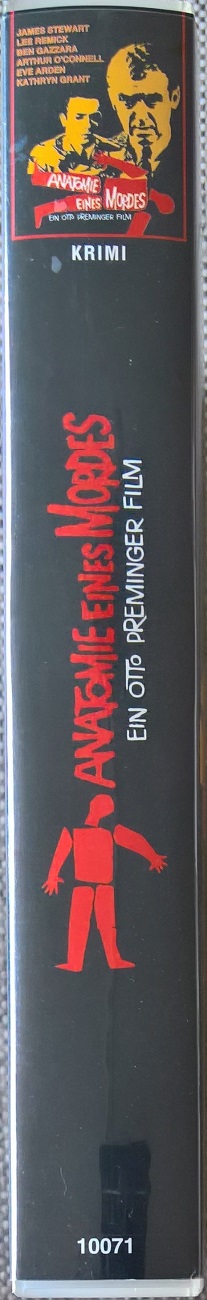 JAMES STEWART
LEE REMICK
BEN GAZZARA
ARTHUR O'CONNELL
EVE ARDEN
KATHRYN GRANT
ANATOMIE
EINES MORDES
EIN OTTO PREMINGER FILM
KRIMI
ANATOMIE EINES MORDES
EIN OTTO PREMINGER FILM
10071